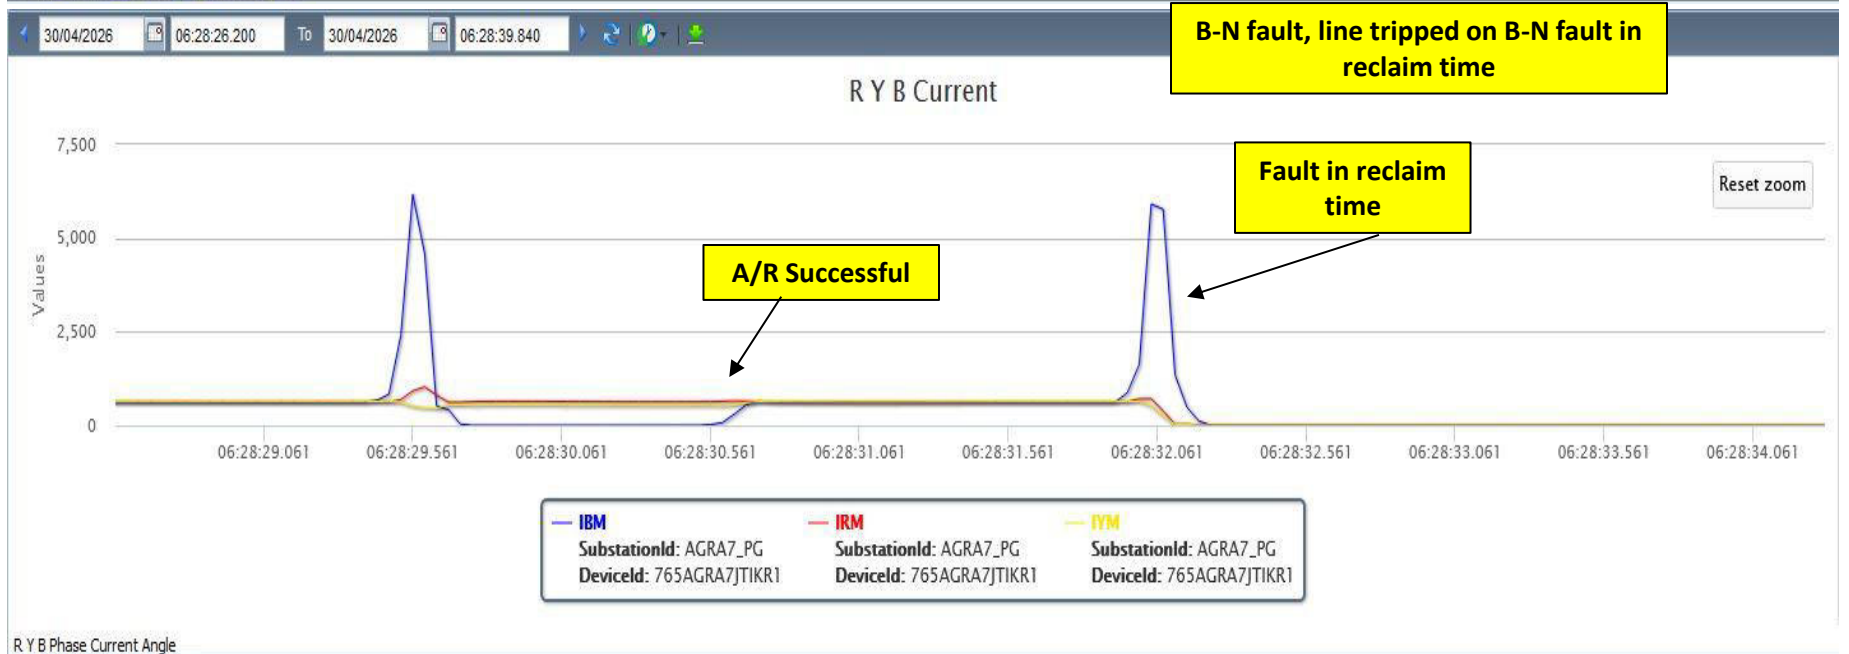 30/04/2026 06:28:26.200 To 30/04/2026 06:28:39.840
B-N fault, line tripped on B-N fault in
reclaim time
R Y B Current
7,500
5,000
2,500
0
Values
Reset zoom
Fault in reclaim
time
A/R Successful
06:28:29.061 06:28:29.561 06:28:30.061 06:28:30.561 06:28:31.061 06:28:31.561 06:28:32.061 06:28:32.561 06:28:33.061 06:28:33.561 06:28:34.061
IBM
SubstationId: AGRA7_PG
DeviceId: 765AGRA7JTIKR1
IRM
SubstationId: AGRA7_PG
DeviceId: 765AGRA7JTIKR1
IYM
SubstationId: AGRA7_PG
DeviceId: 765AGRA7JTIKR1
R Y B Phase Current Angle